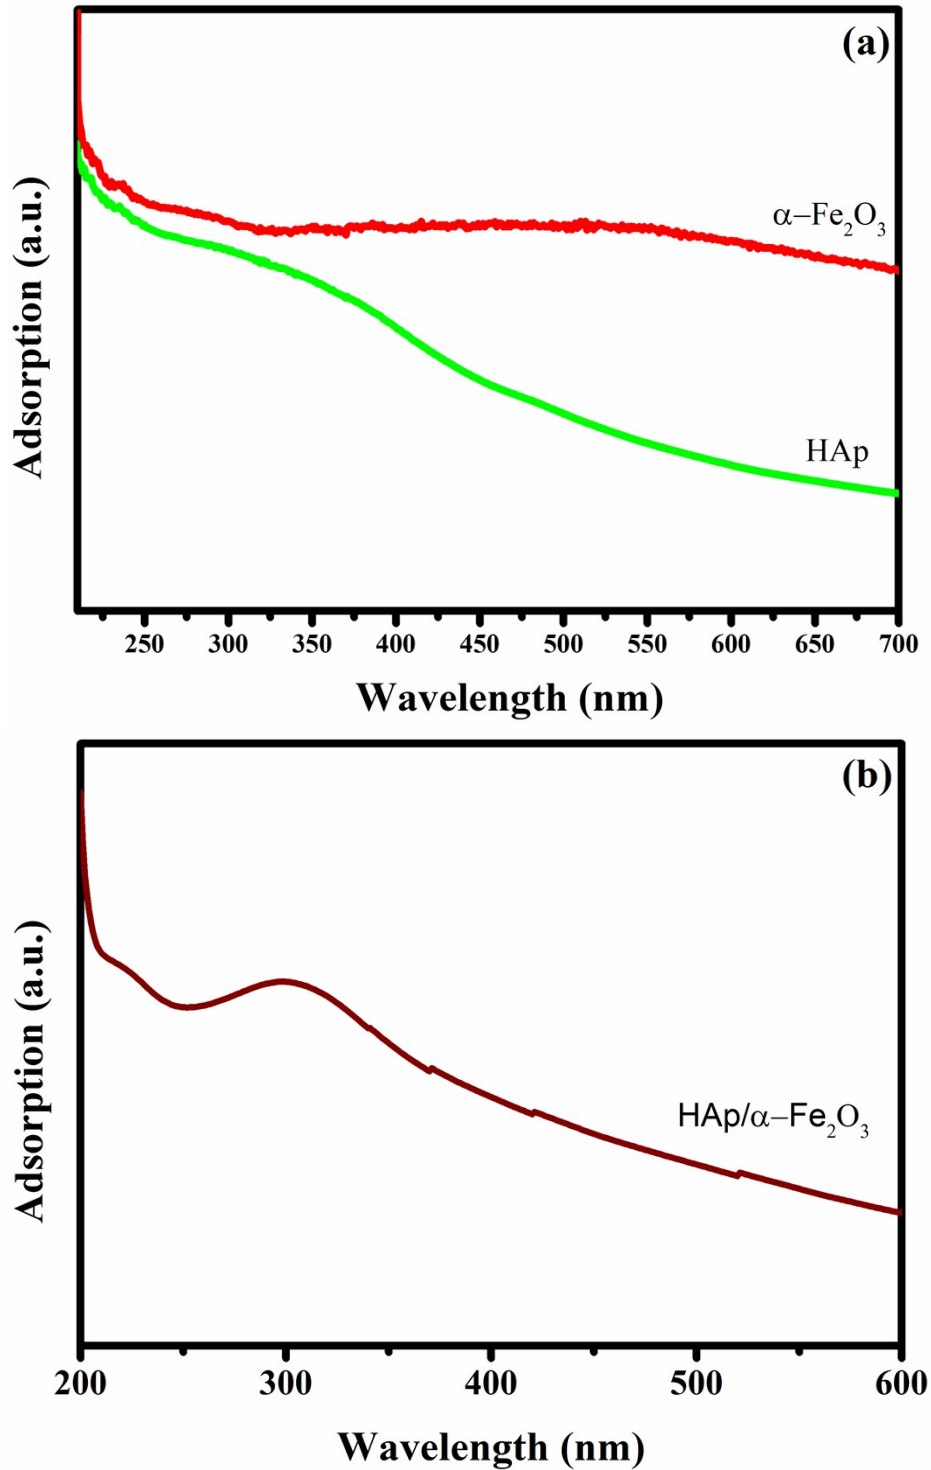 (a)
α–Fe₂O₃
HAp
Adsorption (a.u.)
250 300 350 400 450 500 550 600 650 700
Wavelength (nm)
(b)
HAp/α–Fe₂O₃
Adsorption (a.u.)
200 300 400 500 600
Wavelength (nm)